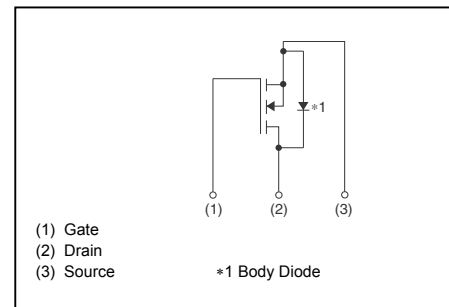 ∗1
(1) (2) (3)
(1) Gate
(2) Drain
(3) Source ∗1 Body Diode